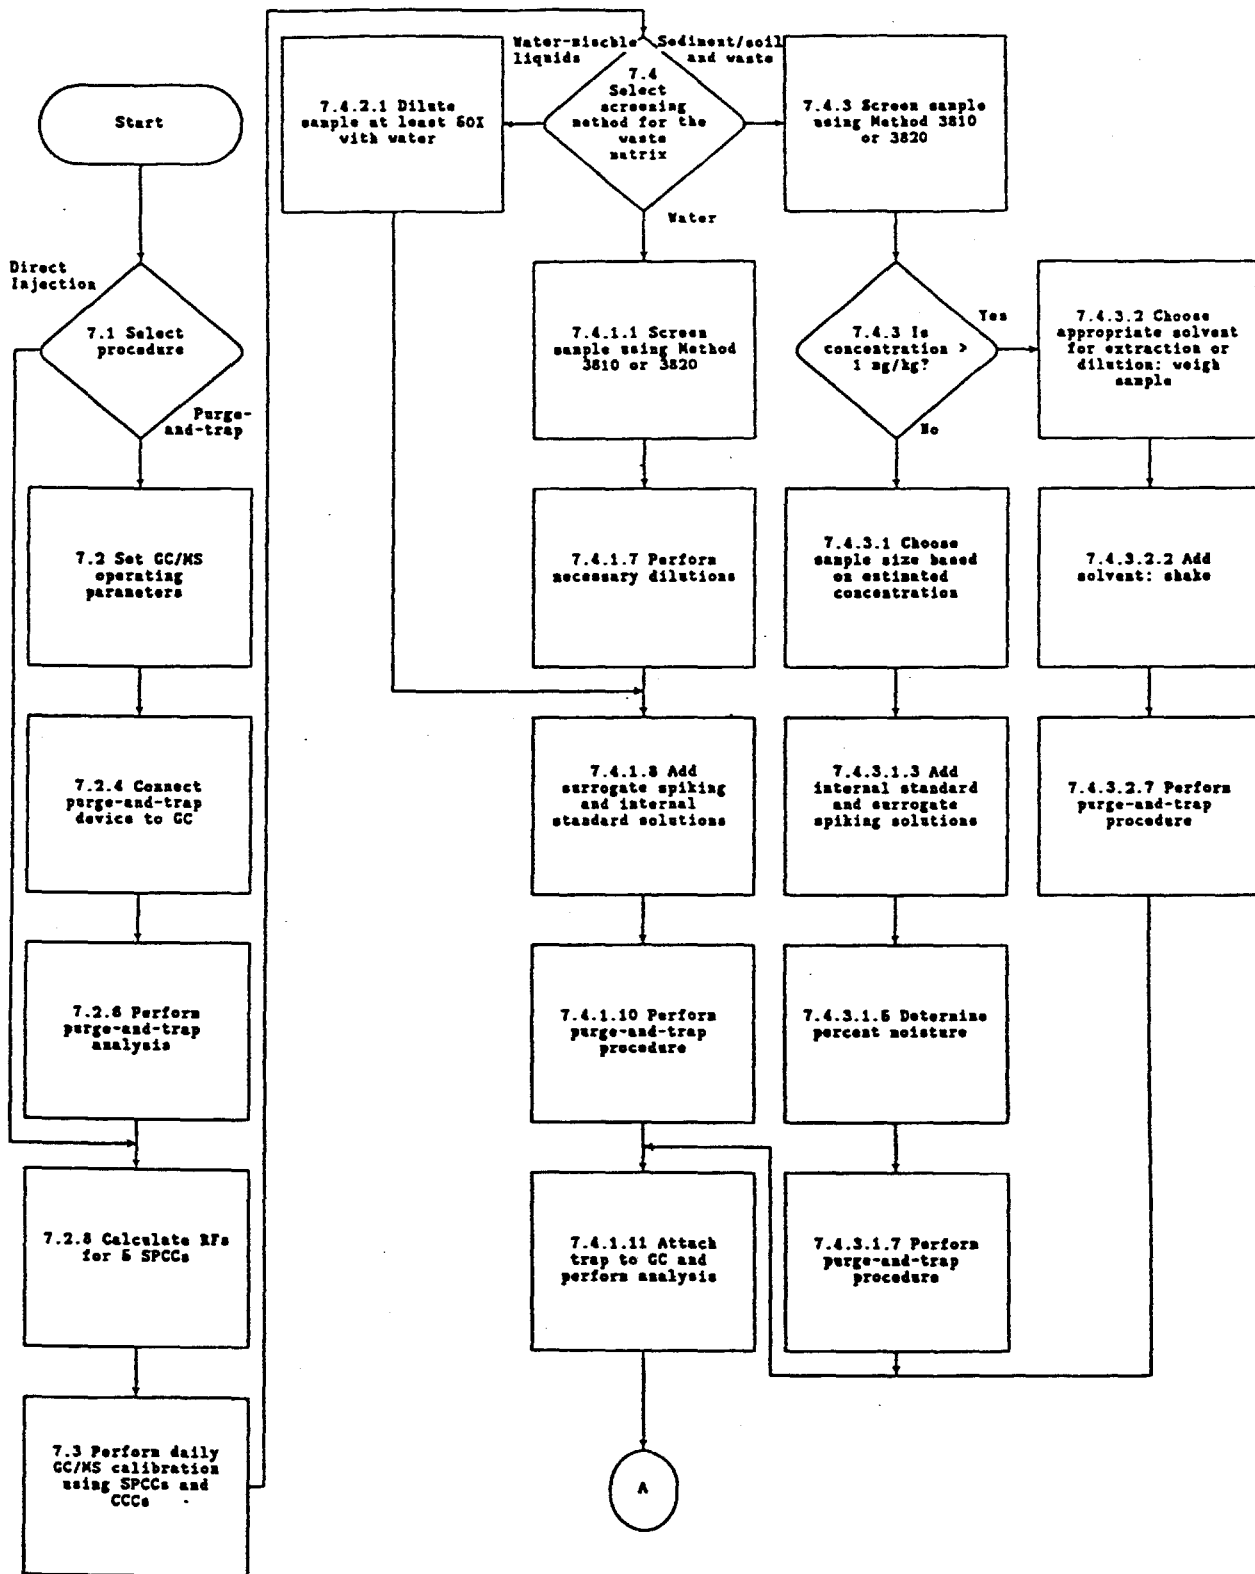 Start
Direct
Injection
7.1 Select
procedure
Purge-
and-trap
7.2 Set GC/MS
operating
parameters
7.2.4 Connect
purge-and-trap
device to GC
7.2.6 Perform
purge-and-trap
analysis
7.2.8 Calculate RFs
for 5 SPCCs
7.3 Perform daily
GC/MS calibration
using SPCCs and
CCCs
Water-miscble
liquids
Sediment/soil
and waste
7.4
Select
screening
method for the
waste
matrix
Water
7.4.2.1 Dilute
sample at least 50X
with water
7.4.1.1 Screen
sample using Method
3810 or 3820
7.4.1.7 Perform
necessary dilutions
7.4.1.8 Add
surrogate spiking
and internal
standard solutions
7.4.1.10 Perform
purge-and-trap
procedure
7.4.1.11 Attach
trap to GC and
perform analysis
A
7.4.3 Screen sample
using Method 3810
or 3820
7.4.3 Is
concentration >
1 mg/kg?
Yes
No
7.4.3.1 Choose
sample size based
on estimated
concentration
7.4.3.1.3 Add
internal standard
and surrogate
spiking solutions
7.4.3.1.5 Determine
percent moisture
7.4.3.1.7 Perform
purge-and-trap
procedure
7.4.3.2 Choose
appropriate solvent
for extraction or
dilution: weigh
sample
7.4.3.2.2 Add
solvent: shake
7.4.3.2.7 Perform
purge-and-trap
procedure